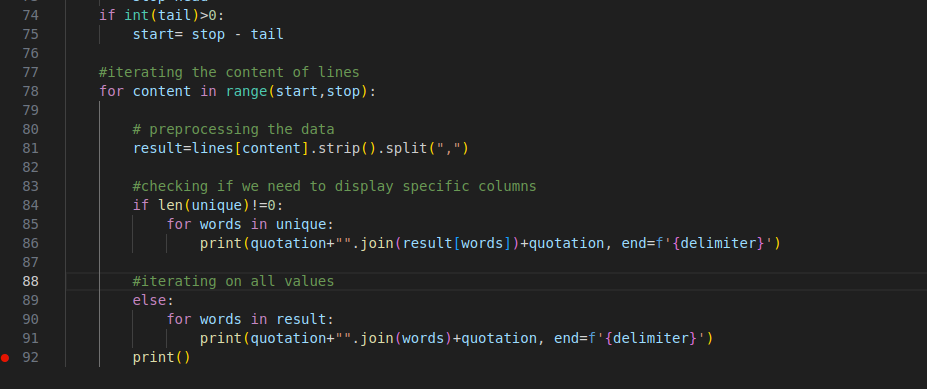 74 if int(tail)>0:
75 start= stop - tail
76
77 #iterating the content of lines
78 for content in range(start,stop):
79
80 # preprocessing the data
81 result=lines[content].strip().split(",")
82
83 #checking if we need to display specific columns
84 if len(unique)!=0:
85 for words in unique:
86 print(quotation+"".join(result[words])+quotation, end=f'{delimiter}')
87
88 #iterating on all values
89 else:
90 for words in result:
91 print(quotation+"".join(words)+quotation, end=f'{delimiter}')
92 print()